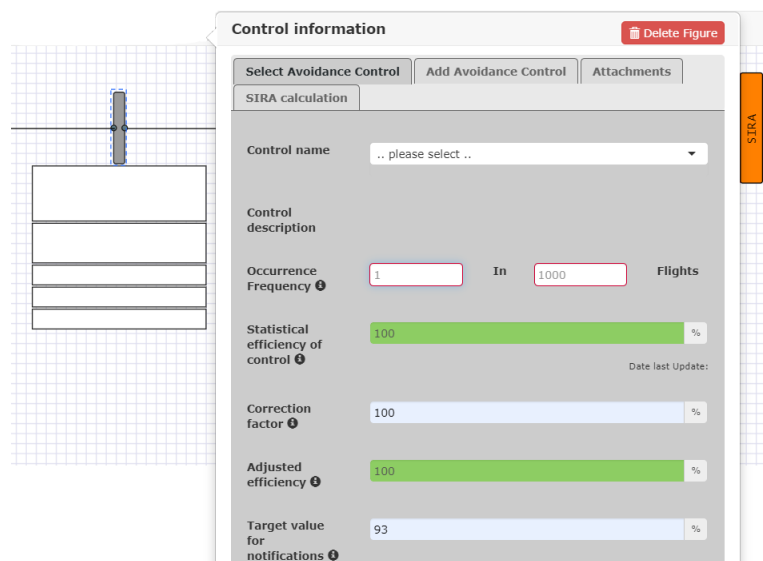 Control information
Delete Figure
Select Avoidance Control
Add Avoidance Control
Attachments
SIRA calculation
SIRA
Control name
.. please select ..
Control
description
Occurrence
Frequency
1
In
1000
Flights
Statistical
efficiency of
control
100
%
Date last Update:
Correction
factor
100
%
Adjusted
efficiency
100
%
Target value
for
notifications
93
%